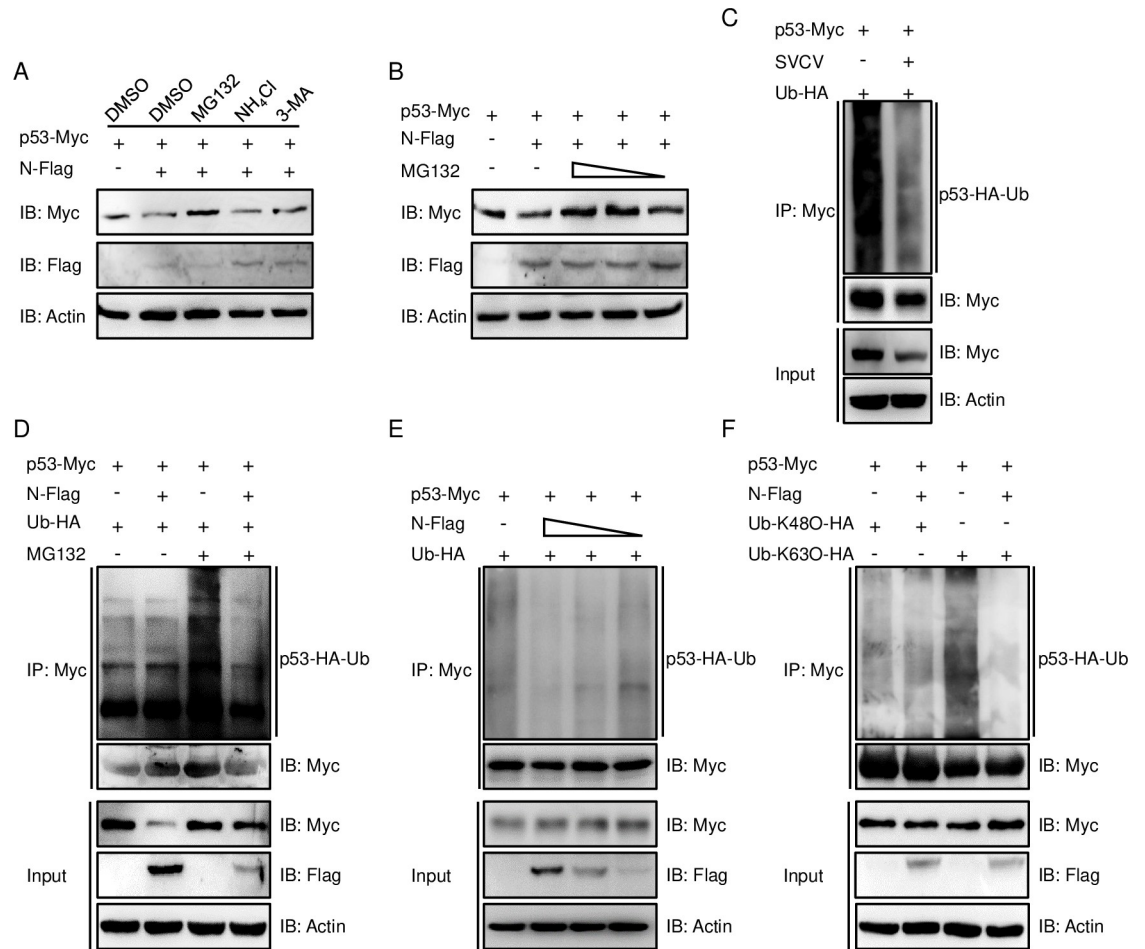 A
DMSO DMSO MG132 NH4Cl 3-MA
p53-Myc + + + + +
N-Flag - + + + +
IB: Myc
IB: Flag
IB: Actin
B
p53-Myc + + + + +
N-Flag - + + + +
MG132 - -
IB: Myc
IB: Flag
IB: Actin
C
p53-Myc + +
SVCV - +
Ub-HA + +
IP: Myc
p53-HA-Ub
IB: Myc
Input
IB: Myc
IB: Actin
D
p53-Myc + + + +
N-Flag - + - +
Ub-HA + + + +
MG132 - - + +
IP: Myc
p53-HA-Ub
IB: Myc
Input
IB: Myc
IB: Flag
IB: Actin
E
p53-Myc + + + +
N-Flag -
Ub-HA + + + +
IP: Myc
p53-HA-Ub
IB: Myc
Input
IB: Myc
IB: Flag
IB: Actin
F
p53-Myc + + + +
N-Flag - + - +
Ub-K48O-HA + + - -
Ub-K63O-HA - - + +
IP: Myc
p53-HA-Ub
IB: Myc
Input
IB: Myc
IB: Flag
IB: Actin